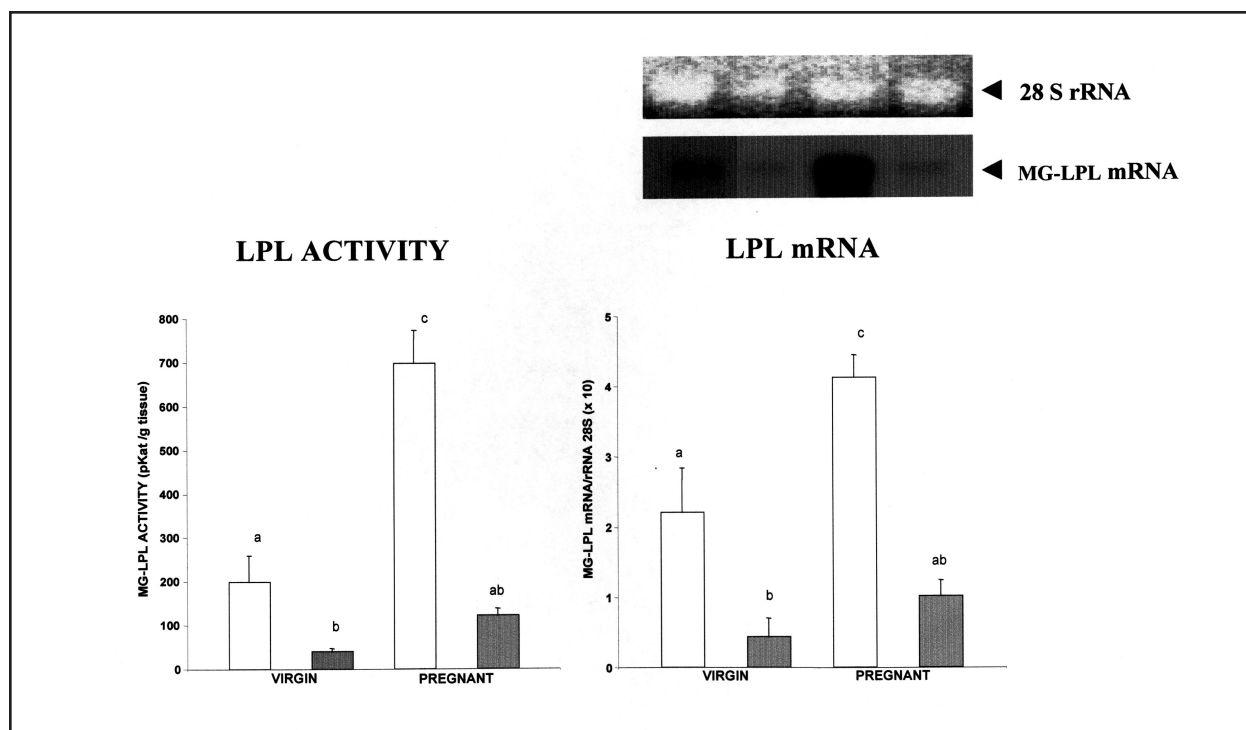 28 S rRNA
MG-LPL mRNA
LPL ACTIVITY
LPL mRNA
MG-LPL ACTIVITY (pKat /g tissue)
800
700
600
500
400
300
200
100
0
a
b
c
ab
VIRGIN
PREGNANT
MG-LPL mRNA/rRNA 28S (x 10)
5
4
3
2
1
0
a
b
c
ab
VIRGIN
PREGNANT